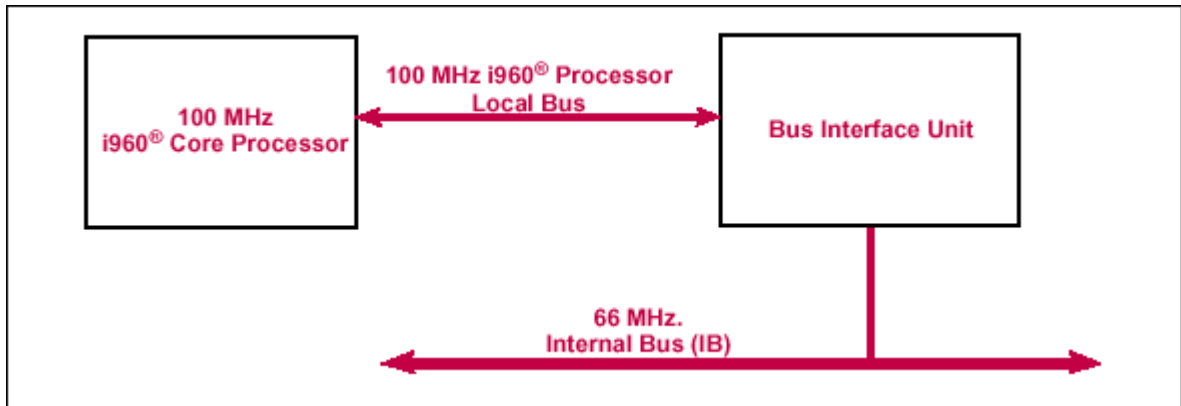 100 MHz i960® Processor
Local Bus
100 MHz
i960® Core Processor
Bus Interface Unit
66 MHz.
Internal Bus (IB)